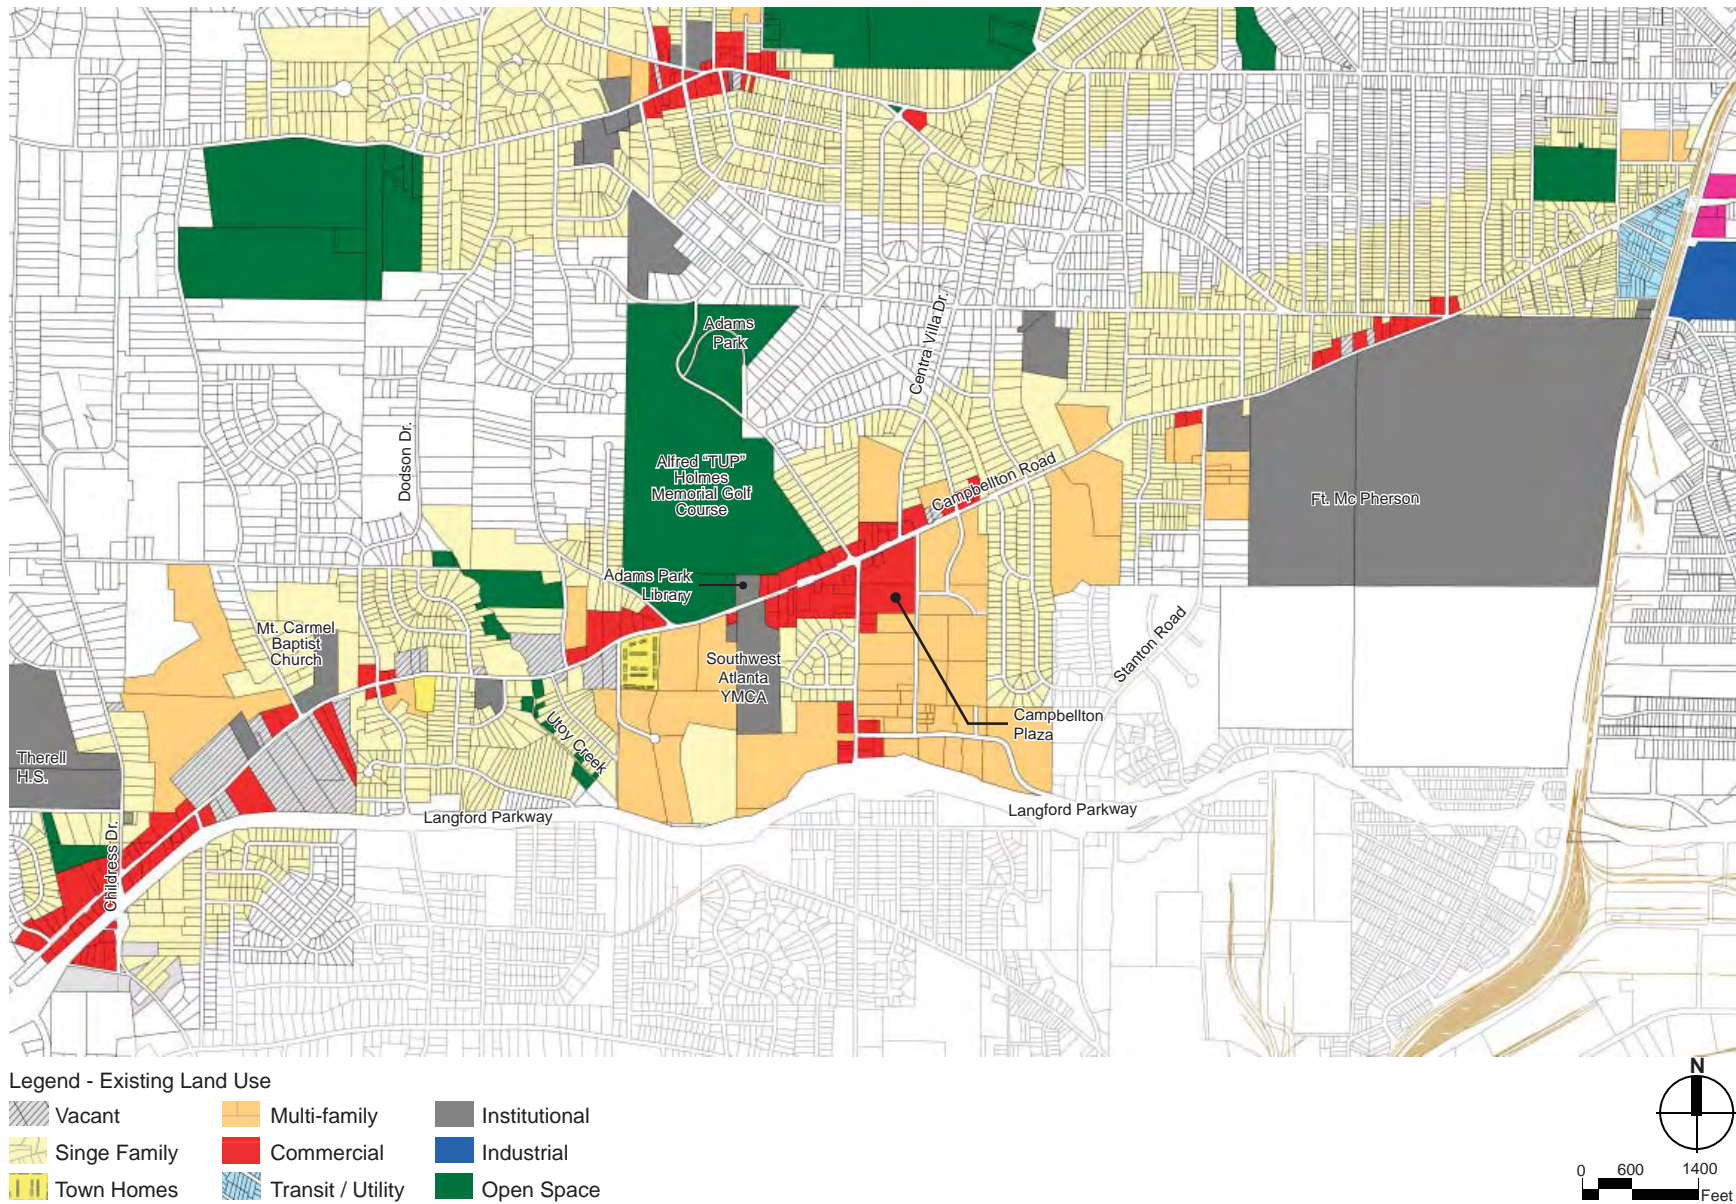 Adams
Park
Centra Villa Dr.
Dodson Dr.
Alfred "TUP"
Holmes
Memorial Golf
Course
Campbellton Road
Ft. Mc Pherson
Adams Park
Library
Mt. Carmel
Baptist
Church
Southwest
Atlanta
YMCA
Stanton Road
Campbellton
Plaza
Utoy Creek
Therell
H.S.
Langford Parkway
Langford Parkway
Childress Dr.
Legend - Existing Land Use
Vacant
Multi-family
Institutional
Singe Family
Commercial
Industrial
Town Homes
Transit / Utility
Open Space
N
0 600 1400
Feet